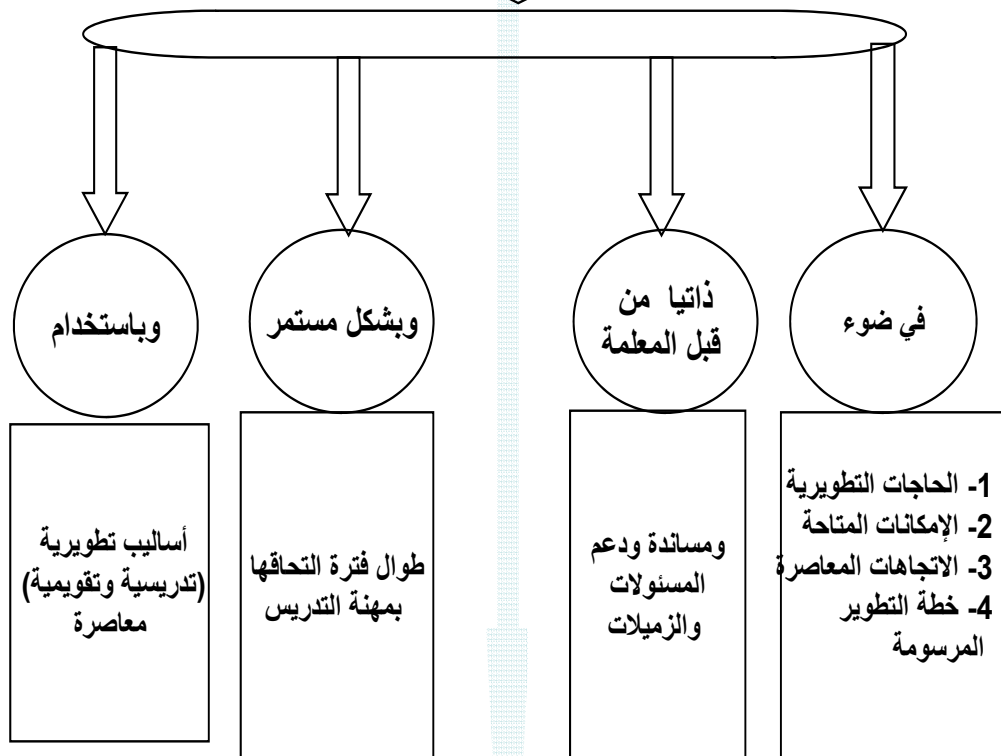 في ضوء
1- الحاجات التطويرية
2- الإمكانات المتاحة
3- الاتجاهات المعاصرة
4- خطة التطوير
المرسومة
ذاتيا من
قبل المعلمة
ومساندة ودعم
المسئولات
والزميلات
وبشكل مستمر
طوال فترة التحاقها
بمهنة التدريس
وباستخدام
أساليب تطويرية
(تدريسية وتقويمية)
معاصرة